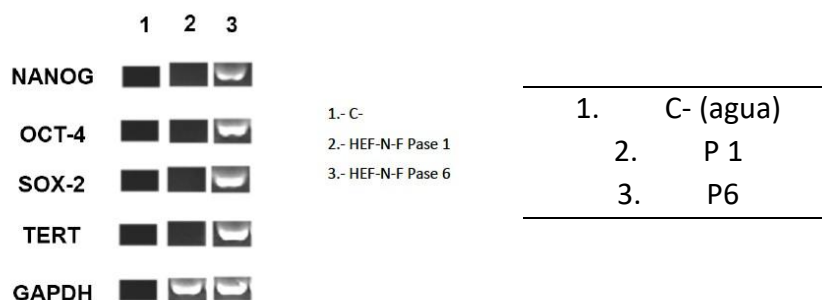 1 2 3
NANOG
OCT-4
SOX-2
TERT
GAPDH
1.- C-
2.- HEF-N-F Pase 1
3.- HEF-N-F Pase 6
1. C- (agua)
2. P 1
3. P6